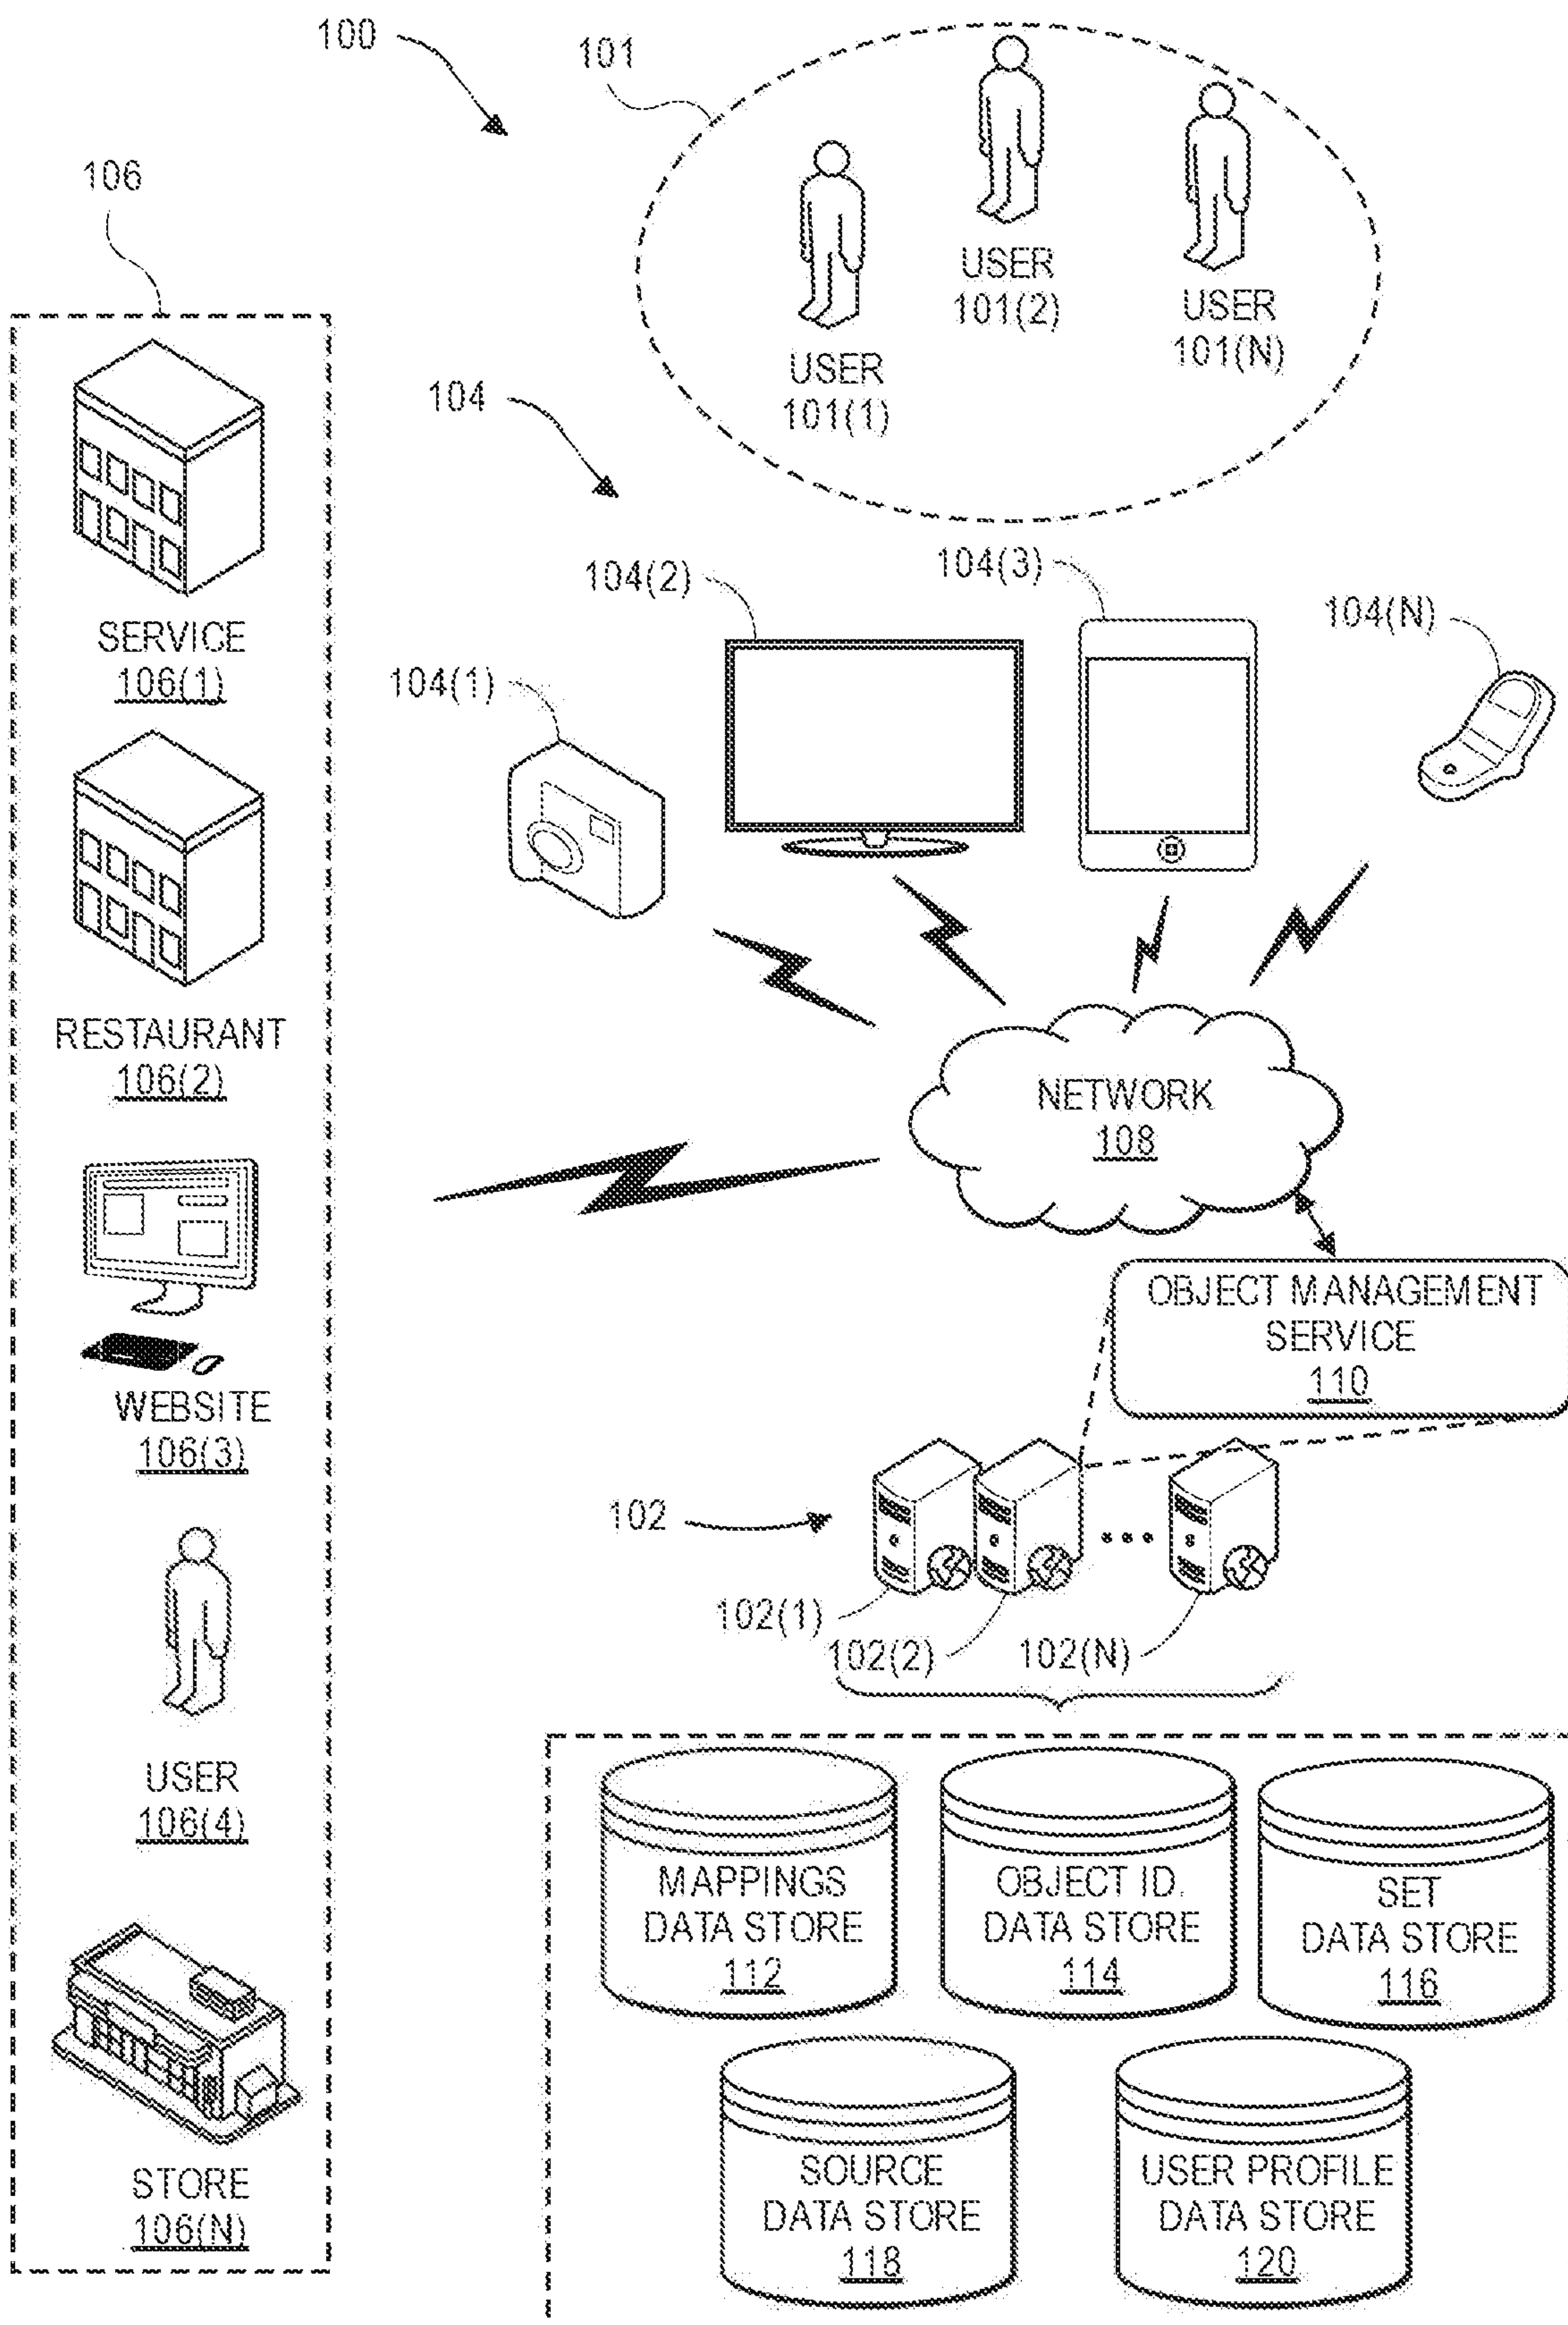 100
101
106
USER
101(2)
USER
101(N)
USER
101(1)
104
104(2)
104(3)
104(N)
104(1)
SERVICE
106(1)
RESTAURANT
106(2)
NETWORK
108
OBJECT MANAGEMENT
SERVICE
110
WEBSITE
106(3)
102
102(1)
102(2)
102(N)
USER
106(4)
MAPPINGS
DATA STORE
112
OBJECT ID.
DATA STORE
114
SET
DATA STORE
116
STORE
106(N)
SOURCE
DATA STORE
118
USER PROFILE
DATA STORE
120